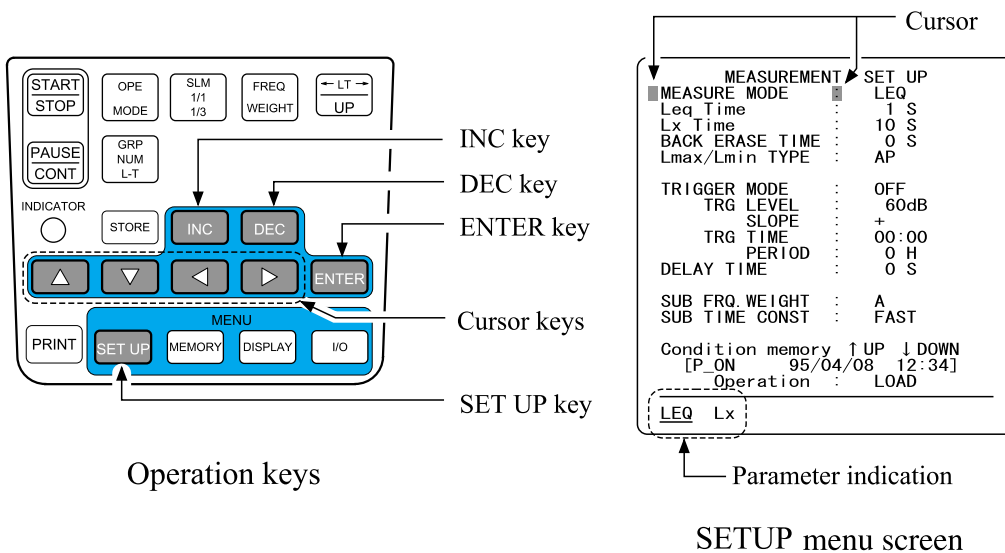 Cursor
START
STOP
OPE
MODE
SLM
1/1
1/3
FREQ
WEIGHT
←LT→
UP
PAUSE
CONT
GRP
NUM
L-T
INDICATOR
STORE
INC
DEC
ENTER
MENU
PRINT
SET UP
MEMORY
DISPLAY
I/O
INC key
DEC key
ENTER key
Cursor keys
SET UP key
Operation keys
MEASUREMENT SET UP
MEASURE MODE : LEQ
Leq Time : 1 S
Lx Time : 10 S
BACK ERASE TIME : 0 S
Lmax/Lmin TYPE : AP
TRIGGER MODE : OFF
TRG LEVEL : 60dB
SLOPE : +
TRG TIME : 00:00
PERIOD : 0 H
DELAY TIME : 0 S
SUB FRQ.WEIGHT : A
SUB TIME CONST : FAST
Condition memory ↑UP ↓DOWN
[P_ON 95/04/08 12:34]
Operation : LOAD
LEQ Lx
Parameter indication
SETUP menu screen